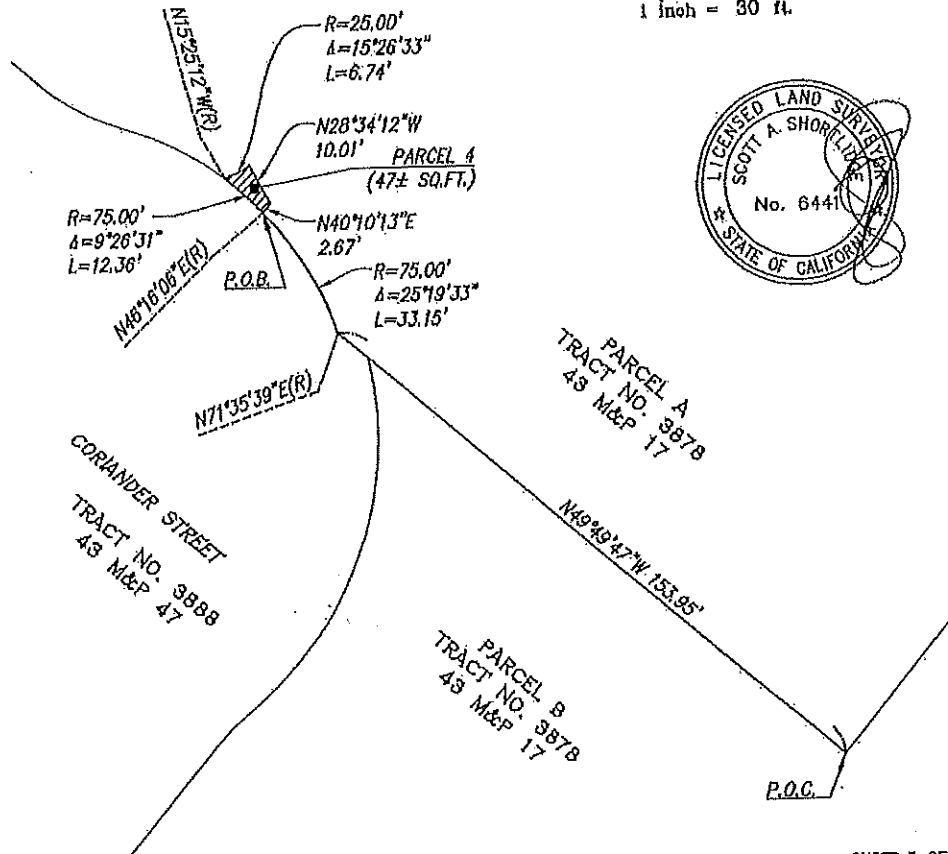 1 Inch = 30 ft.
N15°25'12"W(R)
R=25.00'
Δ=15°26'33"
L=6.74'
N28°34'12"W
10.01'
PARCEL 4
(47± SQ.FT.)
LICENSED LAND SURVEYOR
SCOTT A. SHORTLIDGE
No. 6441
STATE OF CALIFORNIA
R=75.00'
Δ=9°26'31"
L=12.36'
N40°10'13"E
2.67'
N46°16'06"E(R)
P.O.B.
R=75.00'
Δ=25°19'33"
L=33.15'
N71°35'39"E(R)
PARCEL A
TRACT NO. 3878
43 M&P 17
CORIANDER STREET
TRACT NO. 3888
43 M&P 47
N49°49'47"W 153.95'
PARCEL B
TRACT NO. 3878
43 M&P 17
P.O.C.